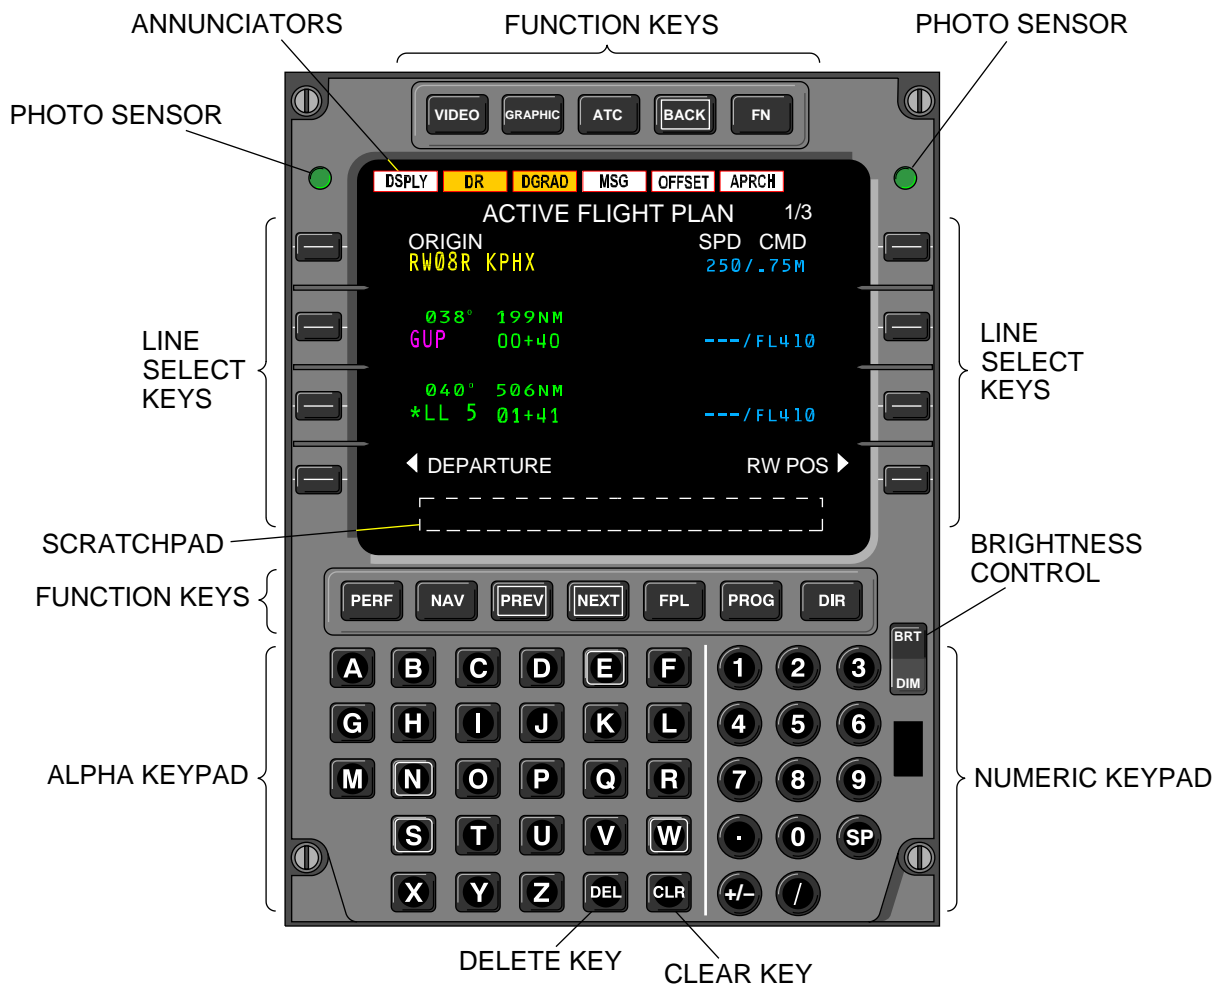 ANNUNCIATORS FUNCTION KEYS PHOTO SENSOR
PHOTO SENSOR
VIDEO GRAPHIC ATC BACK FN
DSPLY DR DGRAD MSG OFFSET APRCH
ACTIVE FLIGHT PLAN 1/3
ORIGIN SPD CMD
RW08R KPHX 250/.75M
038° 199NM
GUP 00+40 ---/FL410
040° 506NM
*LL 5 01+41 ---/FL410
DEPARTURE RW POS
LINE
SELECT
KEYS
LINE
SELECT
KEYS
SCRATCHPAD
BRIGHTNESS
CONTROL
FUNCTION KEYS
PERF NAV PREV NEXT FPL PROG DIR
BRT
DIM
A B C D E F 1 2 3
G H I J K L 4 5 6
M N O P Q R 7 8 9
S T U V W . 0 SP
X Y Z DEL CLR +/− /
ALPHA KEYPAD
NUMERIC KEYPAD
DELETE KEY
CLEAR KEY